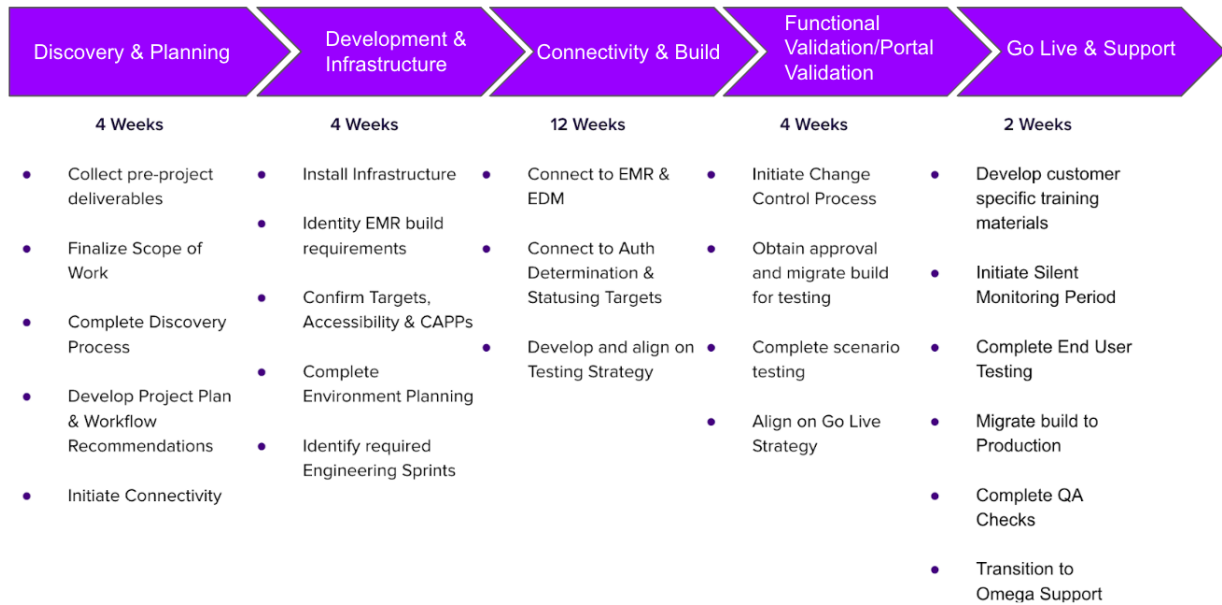 Discovery & Planning
Development &
Infrastructure
Connectivity & Build
Functional
Validation/Portal
Validation
Go Live & Support
4 Weeks
Collect pre-project
deliverables
Finalize Scope of
Work
Complete Discovery
Process
Develop Project Plan
& Workflow
Recommendations
Initiate Connectivity
4 Weeks
Install Infrastructure
Identity EMR build
requirements
Confirm Targets,
Accessibility & CAPPs
Complete
Environment Planning
Identify required
Engineering Sprints
12 Weeks
Connect to EMR &
EDM
Connect to Auth
Determination &
Statusing Targets
Develop and align on
Testing Strategy
4 Weeks
Initiate Change
Control Process
Obtain approval
and migrate build
for testing
Complete scenario
testing
Align on Go Live
Strategy
2 Weeks
Develop customer
specific training
materials
Initiate Silent
Monitoring Period
Complete End User
Testing
Migrate build to
Production
Complete QA
Checks
Transition to
Omega Support